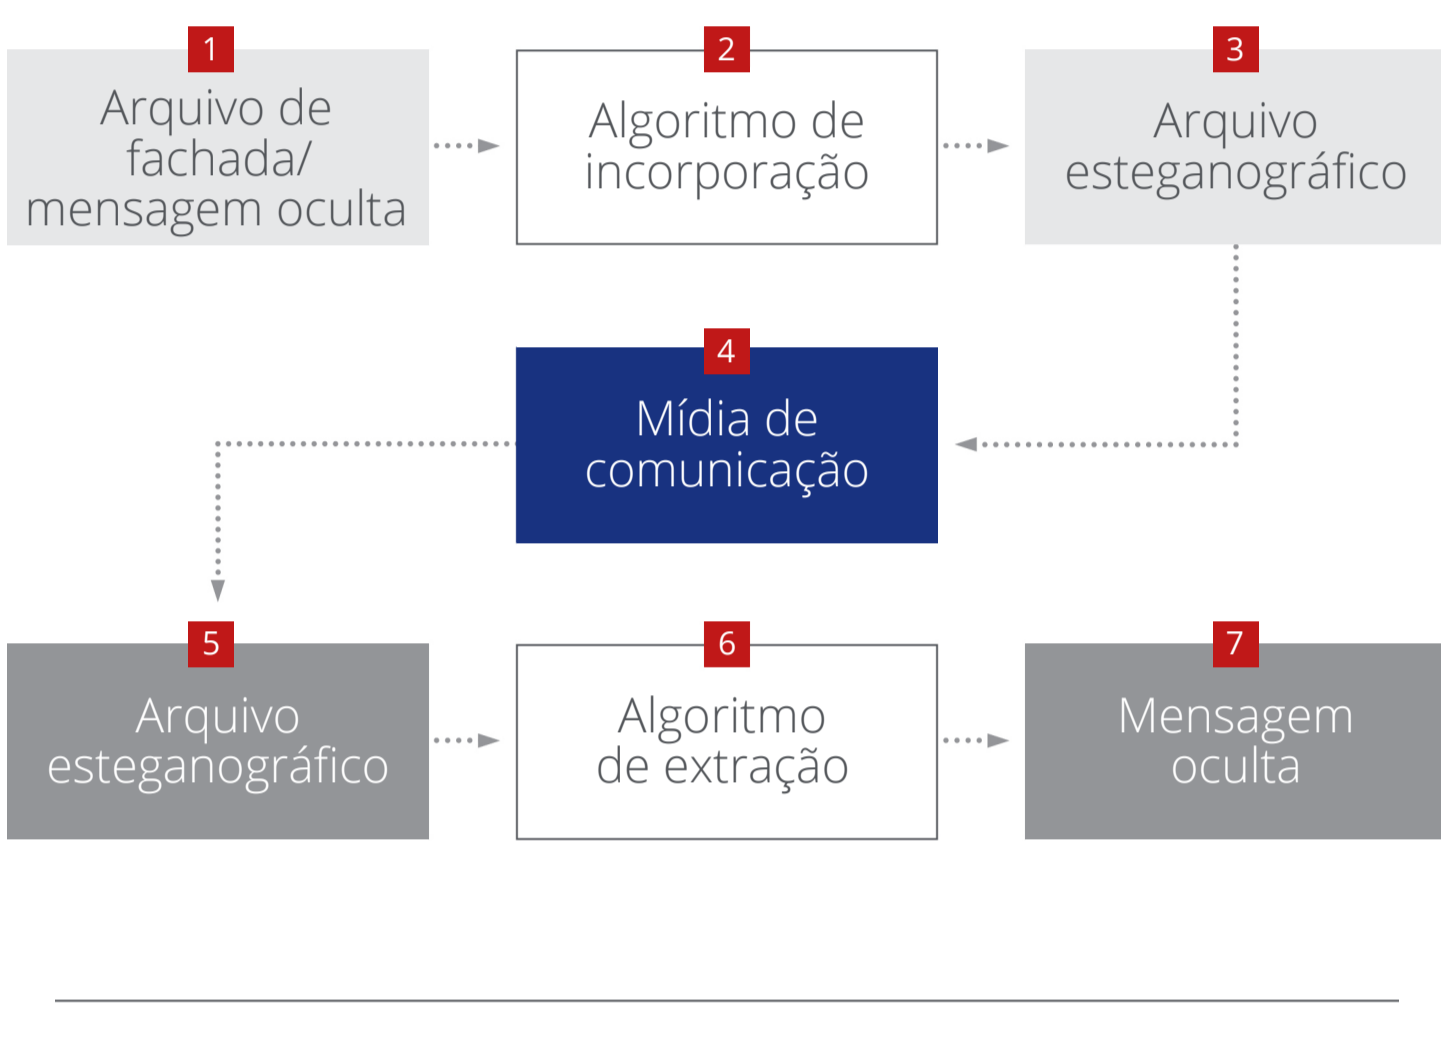 1
Arquivo de
fachada/
mensagem oculta
2
Algoritmo de
incorporação
3
Arquivo
esteganográfico
4
Mídia de
comunicação
5
Arquivo
esteganográfico
6
Algoritmo
de extração
7
Mensagem
oculta